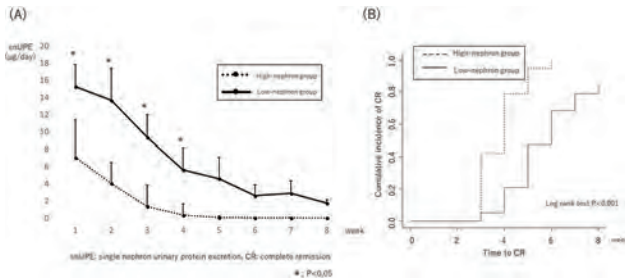 (A)
snUPE
(μg/day)
20
18
16
14
12
10
8
6
4
2
0
*
*
*
*
High-nephron group
Low-nephron group
1 2 3 4 5 6 7 8
week
snUPE: single nephron urinary protein excretion, CR: complete remission
*: P<0.05
(B)
High-nephron group
Low-nephron group
Cumulative incidence of CR
1.0
0.8
0.6
0.4
0.2
0.0
Log rank test P<0.001
0 2 4 6 8
Time to CR